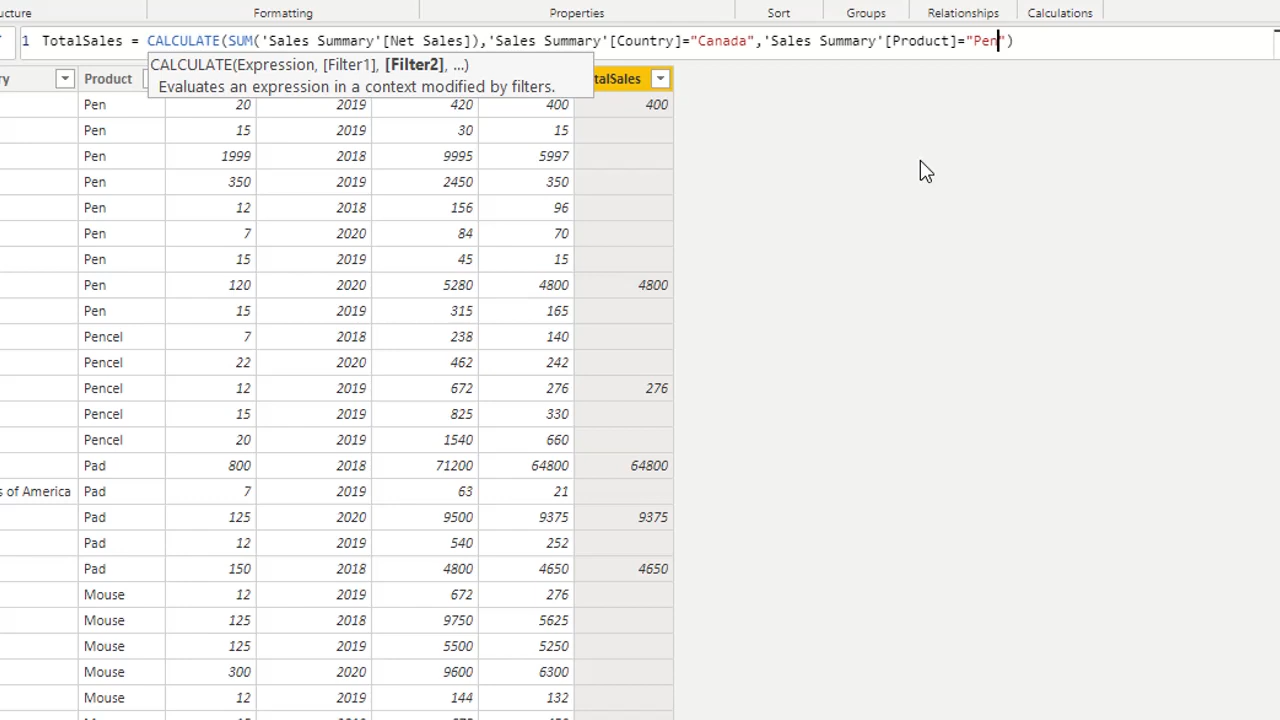 ucture Formatting Properties Sort Groups Relationships Calculations
1 TotalSales = CALCULATE(SUM('Sales Summary'[Net Sales]),'Sales Summary'[Country]="Canada",'Sales Summary'[Product]="Pen")
CALCULATE(Expression, [Filter1], [Filter2], ...)
Evaluates an expression in a context modified by filters.
ry Product talSales
Pen 20 2019 420 400 400
Pen 15 2019 30 15
Pen 1999 2018 9995 5997
Pen 350 2019 2450 350
Pen 12 2018 156 96
Pen 7 2020 84 70
Pen 15 2019 45 15
Pen 120 2020 5280 4800 4800
Pen 15 2019 315 165
Pencel 7 2018 238 140
Pencel 22 2020 462 242
Pencel 12 2019 672 276 276
Pencel 15 2019 825 330
Pencel 20 2019 1540 660
Pad 800 2018 71200 64800 64800
s of America Pad 7 2019 63 21
Pad 125 2020 9500 9375 9375
Pad 12 2019 540 252
Pad 150 2018 4800 4650 4650
Mouse 12 2019 672 276
Mouse 125 2018 9750 5625
Mouse 125 2019 5500 5250
Mouse 300 2020 9600 6300
Mouse 12 2019 144 132